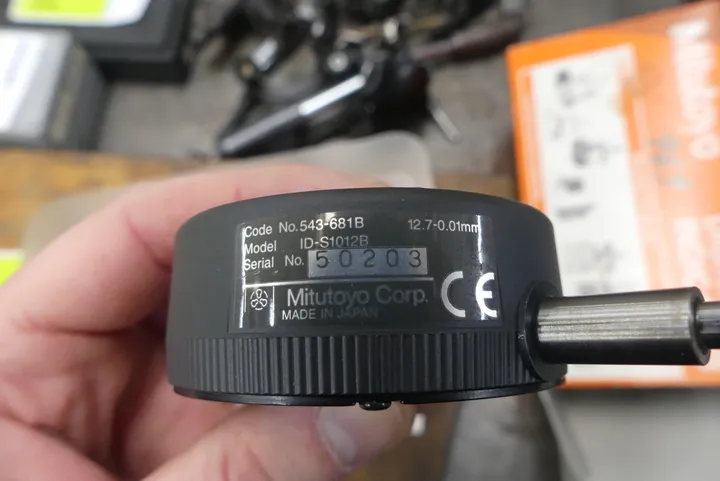 Code No. 543-681B 12.7-0.01mm
Model ID-S1012B
Serial No. 50203
Mitutoyo Corp.
MADE IN JAPAN
CE
Mitutoyo